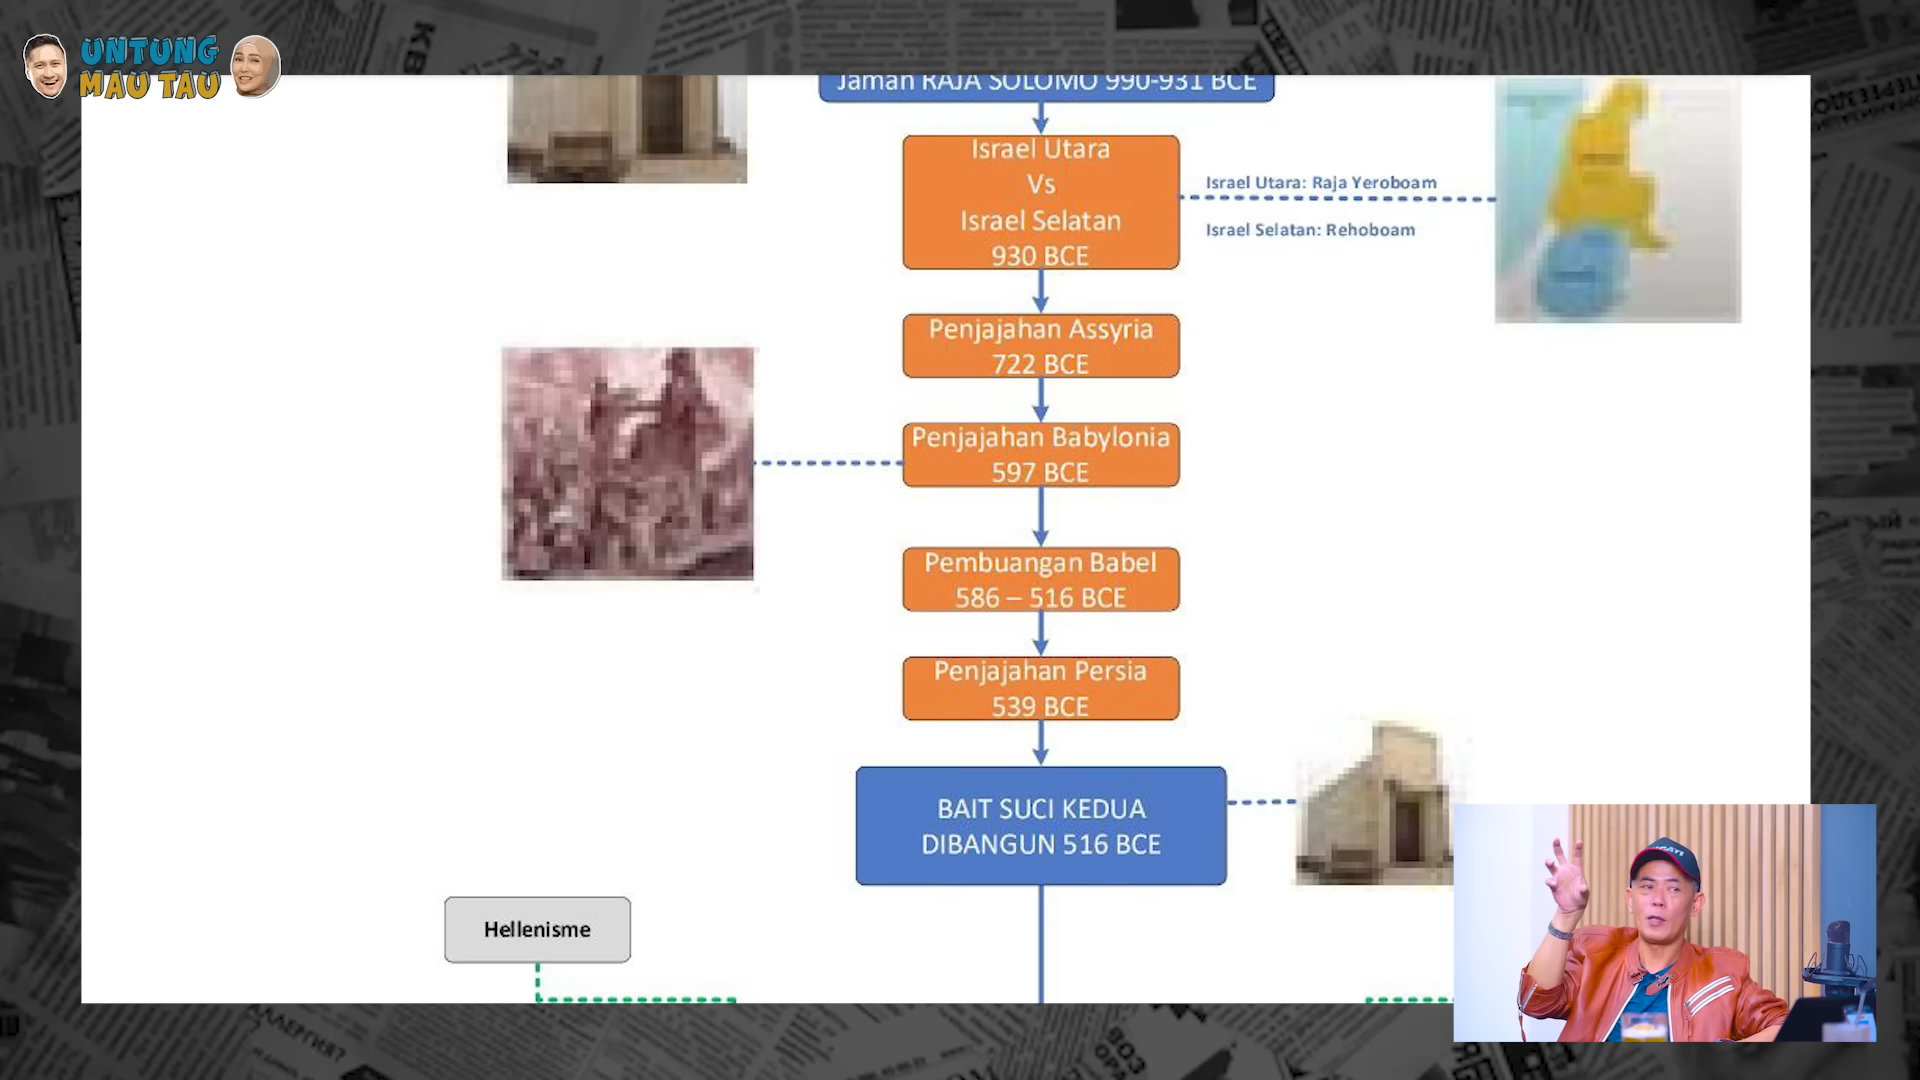 UNTUNG
MAU TAU
Jaman RAJA SOLOMO 990-931 BCE
Israel Utara
Vs
Israel Selatan
930 BCE
Israel Utara: Raja Yeroboam
Israel Selatan: Rehoboam
Penjajahan Assyria
722 BCE
Penjajahan Babylonia
597 BCE
Pembuangan Babel
586 – 516 BCE
Penjajahan Persia
539 BCE
BAIT SUCI KEDUA
DIBANGUN 516 BCE
Hellenisme